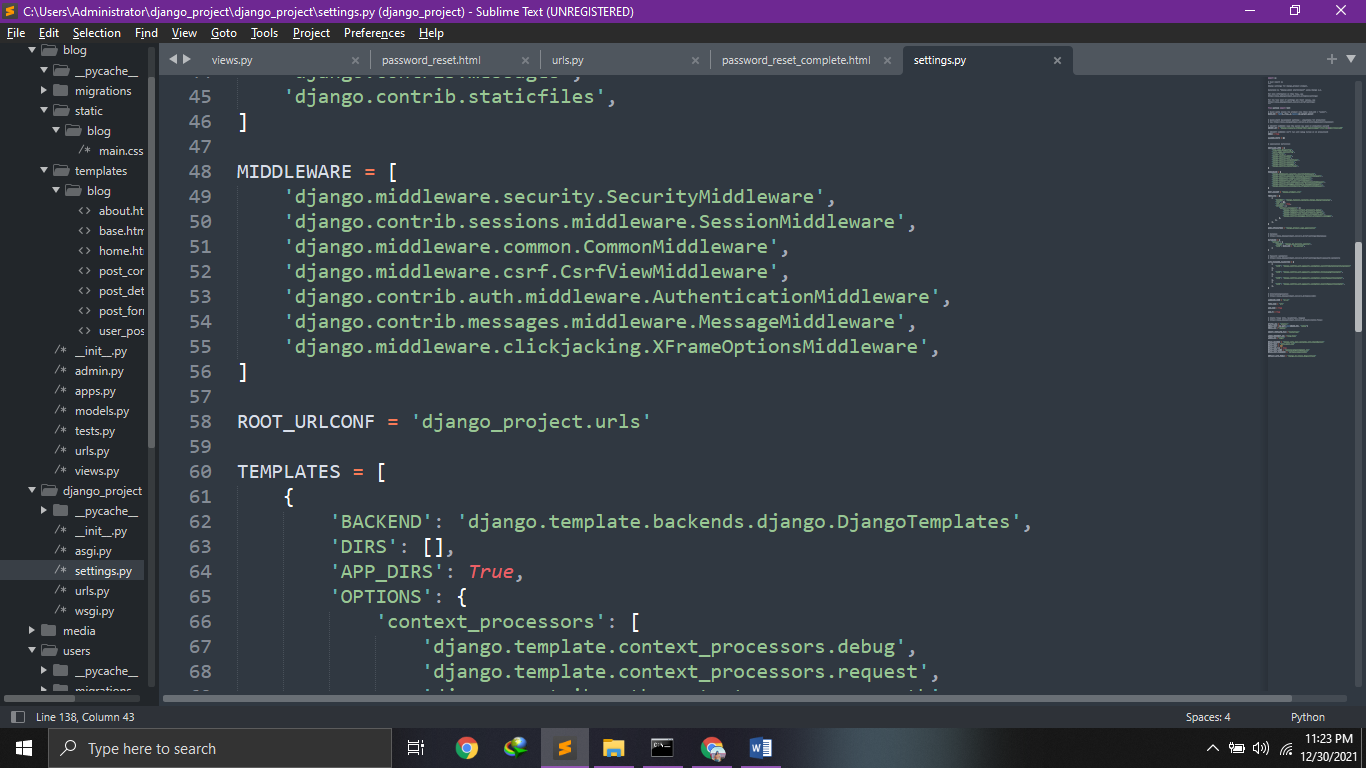 C:\Users\Administrator\django_project\django_project\settings.py (django_project) - Sublime Text (UNREGISTERED)
File Edit Selection Find View Goto Tools Project Preferences Help
blog
__pycache__
migrations
static
blog
main.css
templates
blog
about.ht
base.htm
home.ht
post_cor
post_det
post_for
user_pos
__init__.py
admin.py
apps.py
models.py
tests.py
urls.py
views.py
django_project
__pycache__
__init__.py
asgi.py
settings.py
urls.py
wsgi.py
media
users
__pycache__
migrations
views.py password_reset.html urls.py password_reset_complete.html settings.py
45 'django.contrib.staticfiles',
46 ]
47
48 MIDDLEWARE = [
49 'django.middleware.security.SecurityMiddleware',
50 'django.contrib.sessions.middleware.SessionMiddleware',
51 'django.middleware.common.CommonMiddleware',
52 'django.middleware.csrf.CsrfViewMiddleware',
53 'django.contrib.auth.middleware.AuthenticationMiddleware',
54 'django.contrib.messages.middleware.MessageMiddleware',
55 'django.middleware.clickjacking.XFrameOptionsMiddleware',
56 ]
57
58 ROOT_URLCONF = 'django_project.urls'
59
60 TEMPLATES = [
61 {
62 'BACKEND': 'django.template.backends.django.DjangoTemplates',
63 'DIRS': [],
64 'APP_DIRS': True,
65 'OPTIONS': {
66 'context_processors': [
67 'django.template.context_processors.debug',
68 'django.template.context_processors.request',
Line 138, Column 43 Spaces: 4 Python
Type here to search
11:23 PM
12/30/2021